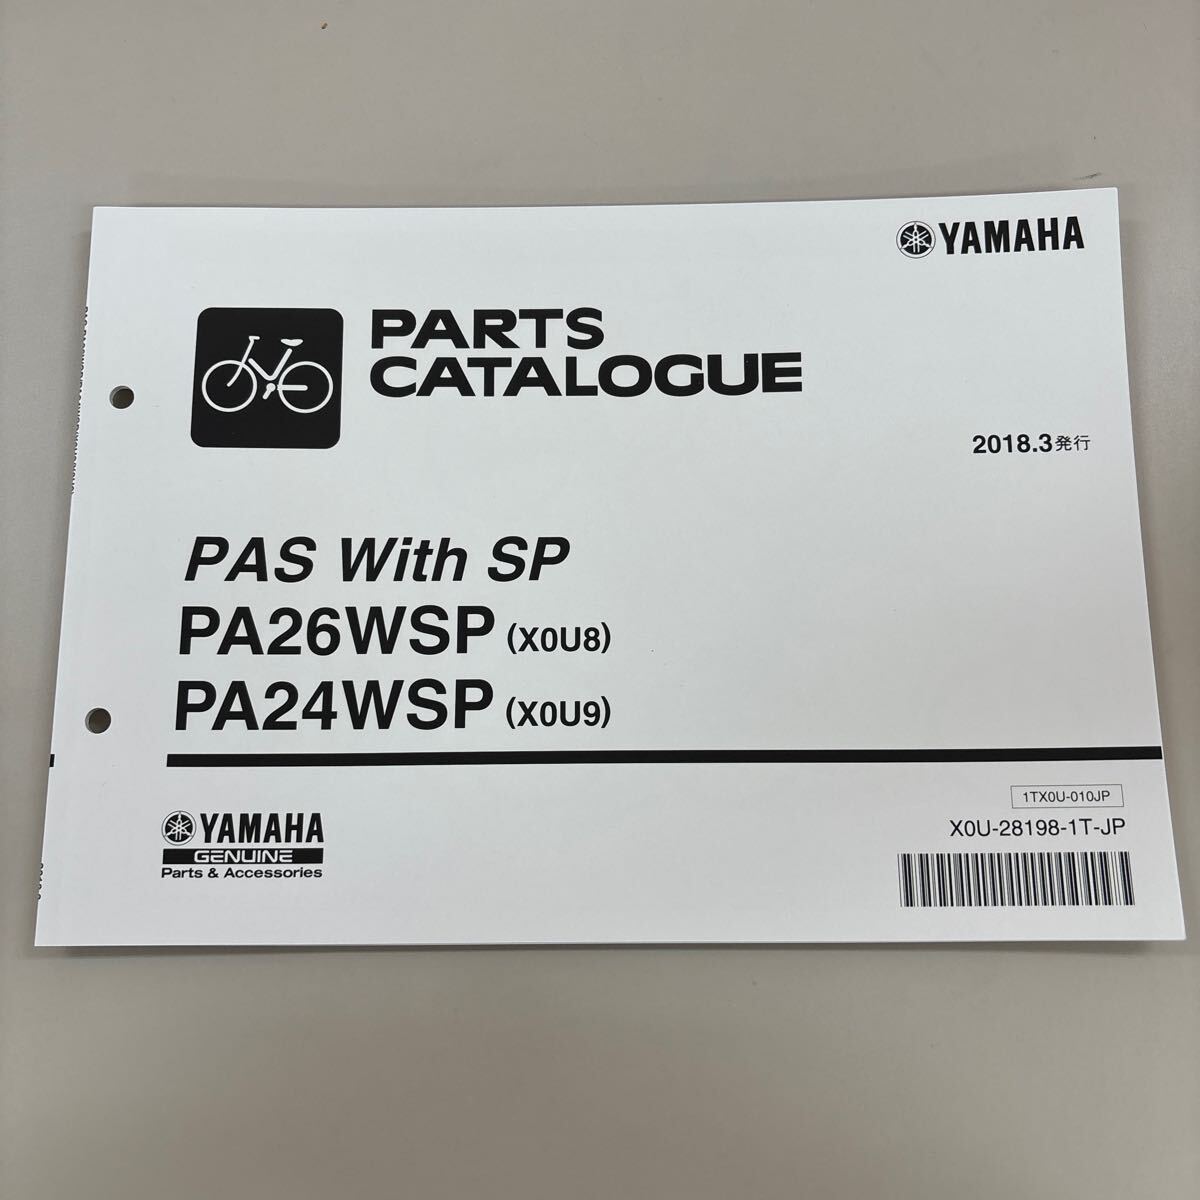 YAMAHA
PARTS
CATALOGUE
2018.3発行
PAS With SP
PA26WSP (X0U8)
PA24WSP (X0U9)
1TX0U-010JP
X0U-28198-1T-JP
YAMAHA
GENUINE
Parts & Accessories